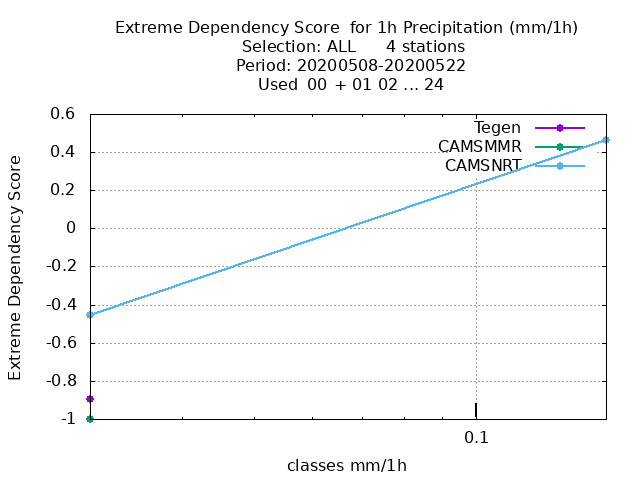 Extreme Dependency Score  for 1h Precipitation (mm/1h)
Selection: ALL      4 stations
Period: 20200508-20200522
Used  00  + 01 02 ... 24
Extreme Dependency Score
0.6
0.4
0.2
0
-0.2
-0.4
-0.6
-0.8
-1
Tegen
CAMSMMR
CAMSNRT
0.1
classes mm/1h